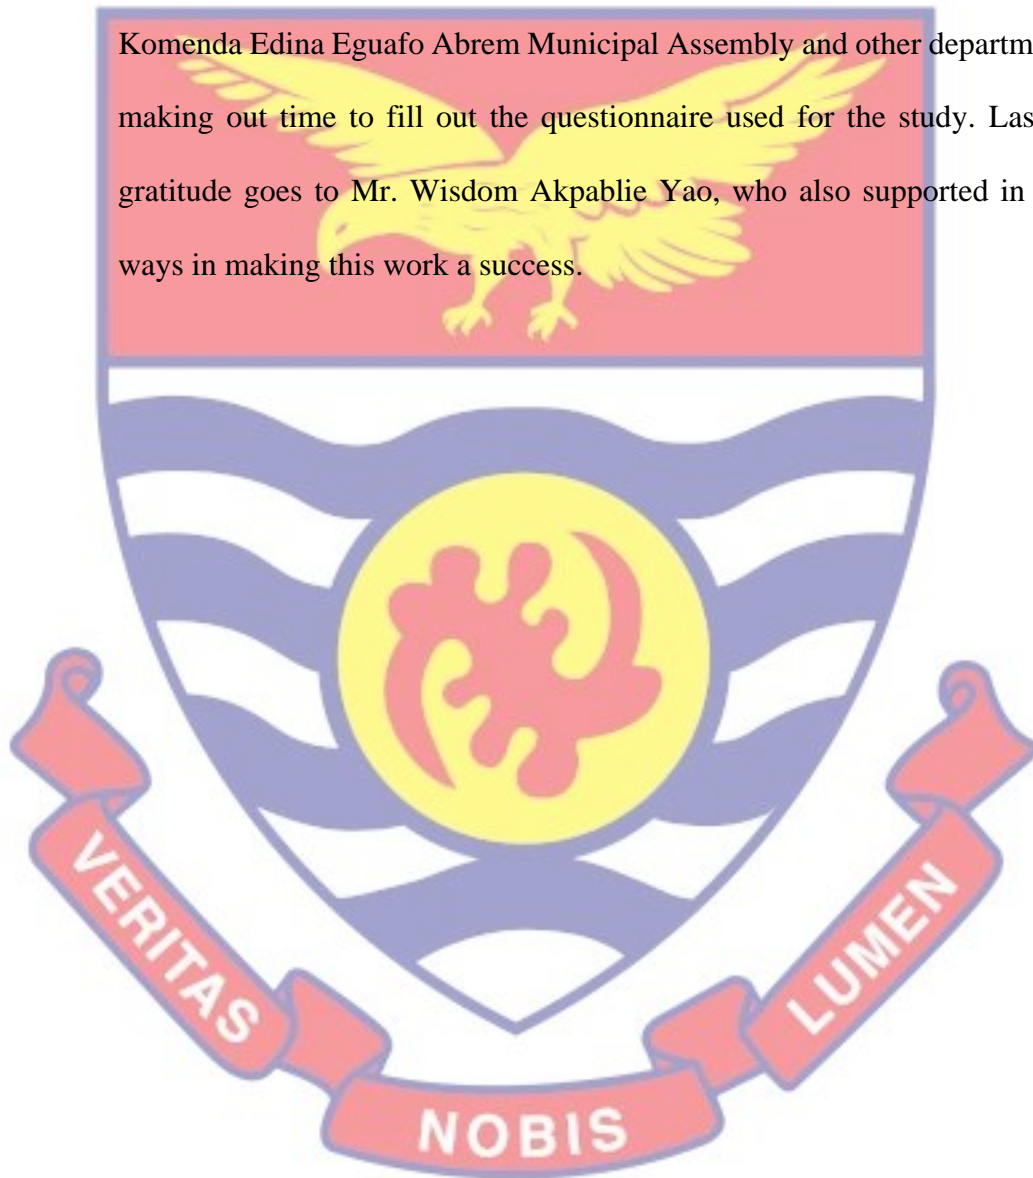 Komenda Edina Eguafo Abrem Municipal Assembly and other departm
making out time to fill out the questionnaire used for the study. Las
gratitude goes to Mr. Wisdom Akpablie Yao, who also supported in
ways in making this work a success.
VERITAS
NOBIS
LUMEN